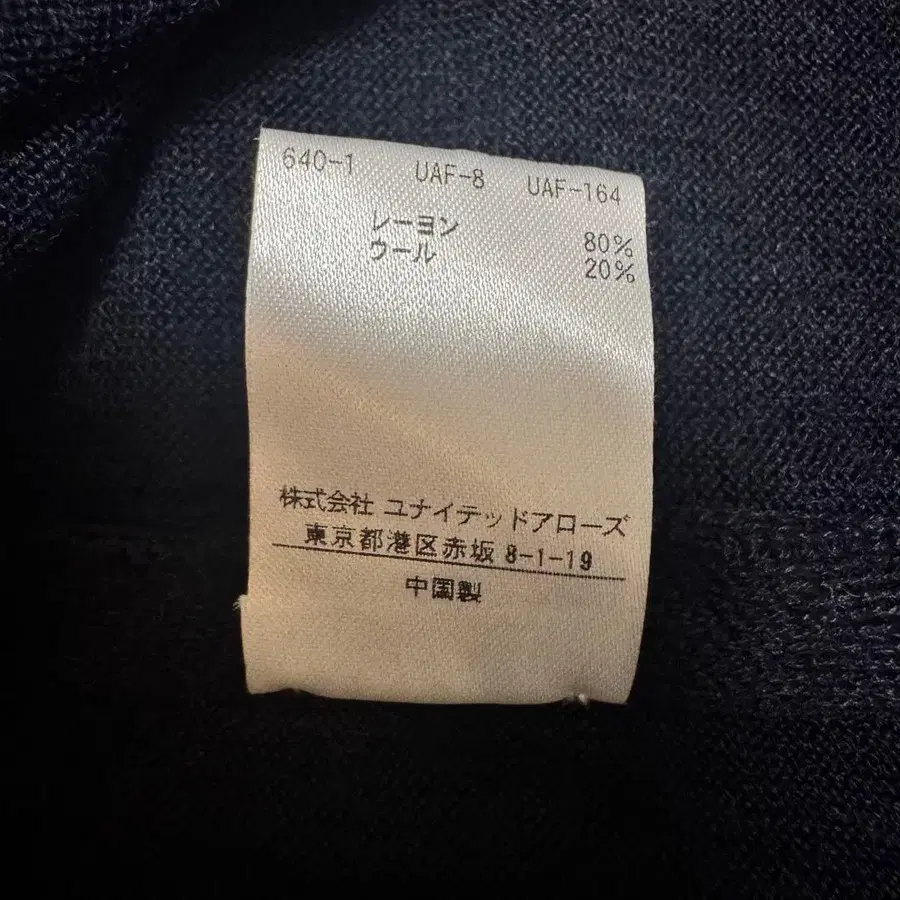 640-1 UAF-8 UAF-164
レーヨン 80%
ウール 20%
株式会社 ユナイテッドアローズ
東京都港区赤坂 8-1-19
中国製